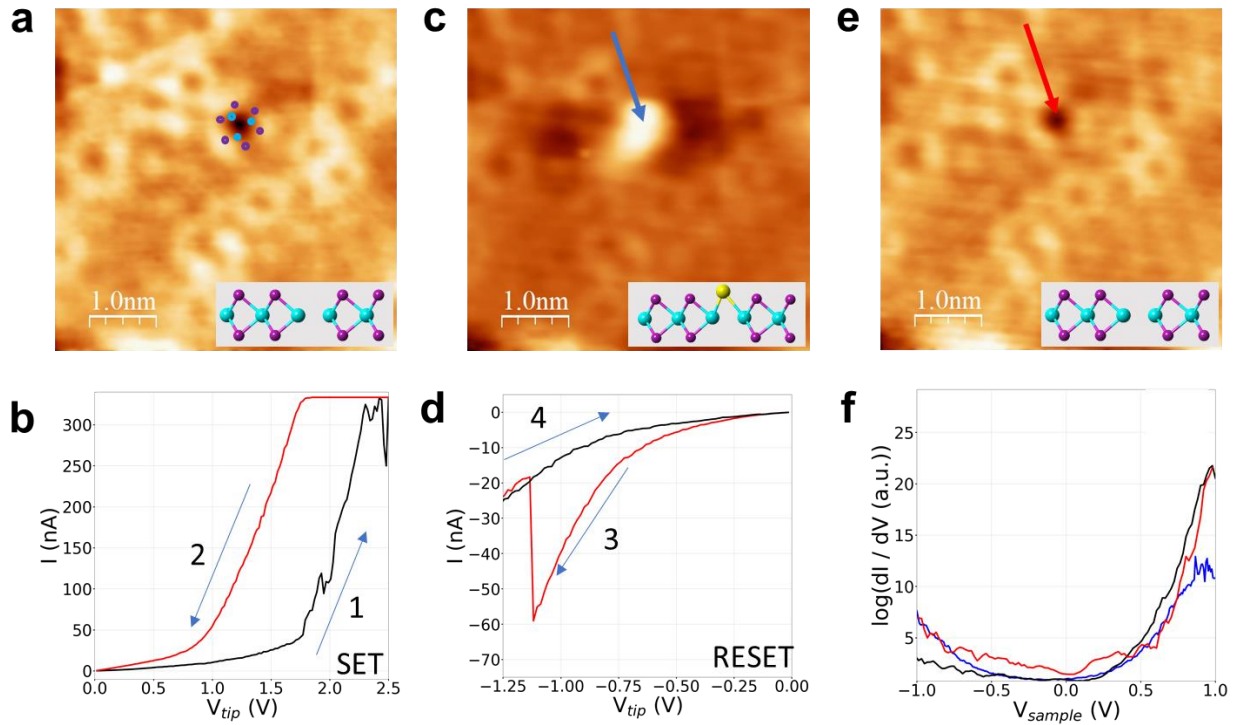 a
1.0nm
c
1.0nm
e
1.0nm
b
I (nA)
300
250
200
150
100
50
0
2
1
SET
0.0
0.5
1.0
1.5
2.0
2.5
V_tip (V)
d
I (nA)
0
−10
−20
−30
−40
−50
−60
−70
4
3
RESET
−1.25
−1.00
−0.75
−0.50
−0.25
0.00
V_tip (V)
f
log(dI / dV (a.u.))
25
20
15
10
5
−1.0
−0.5
0.0
0.5
1.0
V_sample (V)